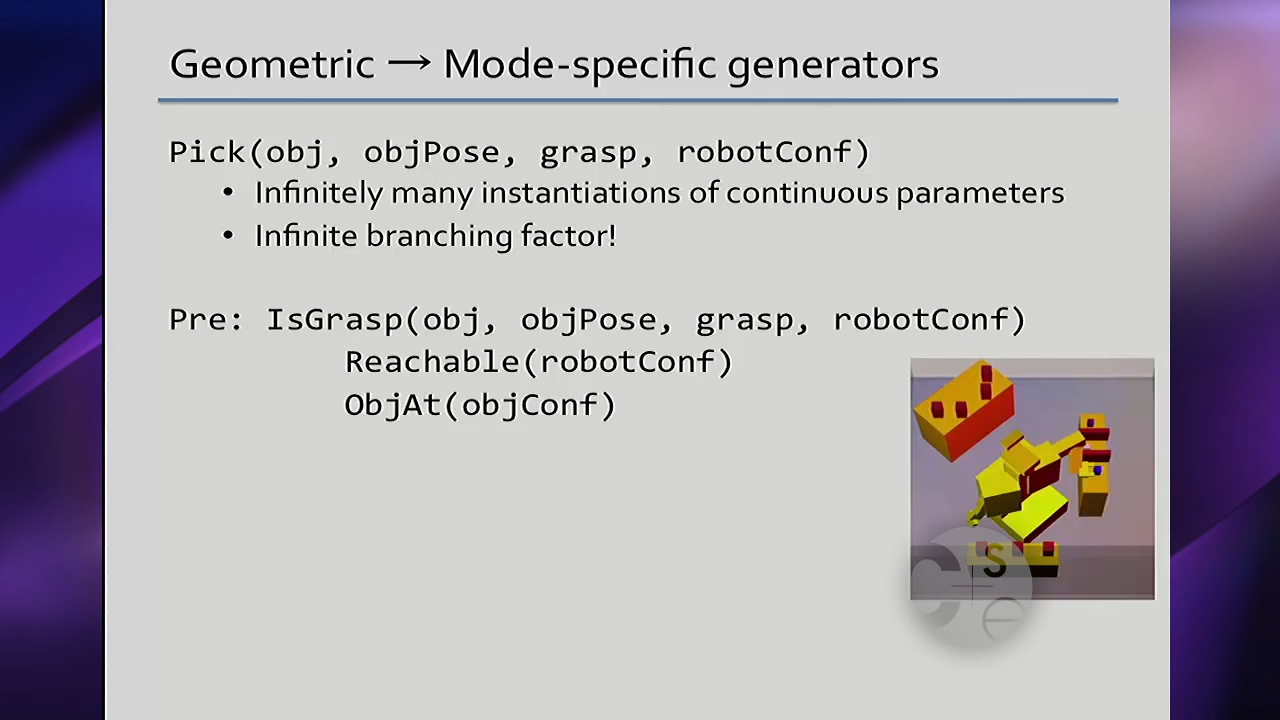 Geometric → Mode-specific generators
Pick(obj, objPose, grasp, robotConf)
• Infinitely many instantiations of continuous parameters
• Infinite branching factor!
Pre: IsGrasp(obj, objPose, grasp, robotConf)
Reachable(robotConf)
ObjAt(objConf)
C S e